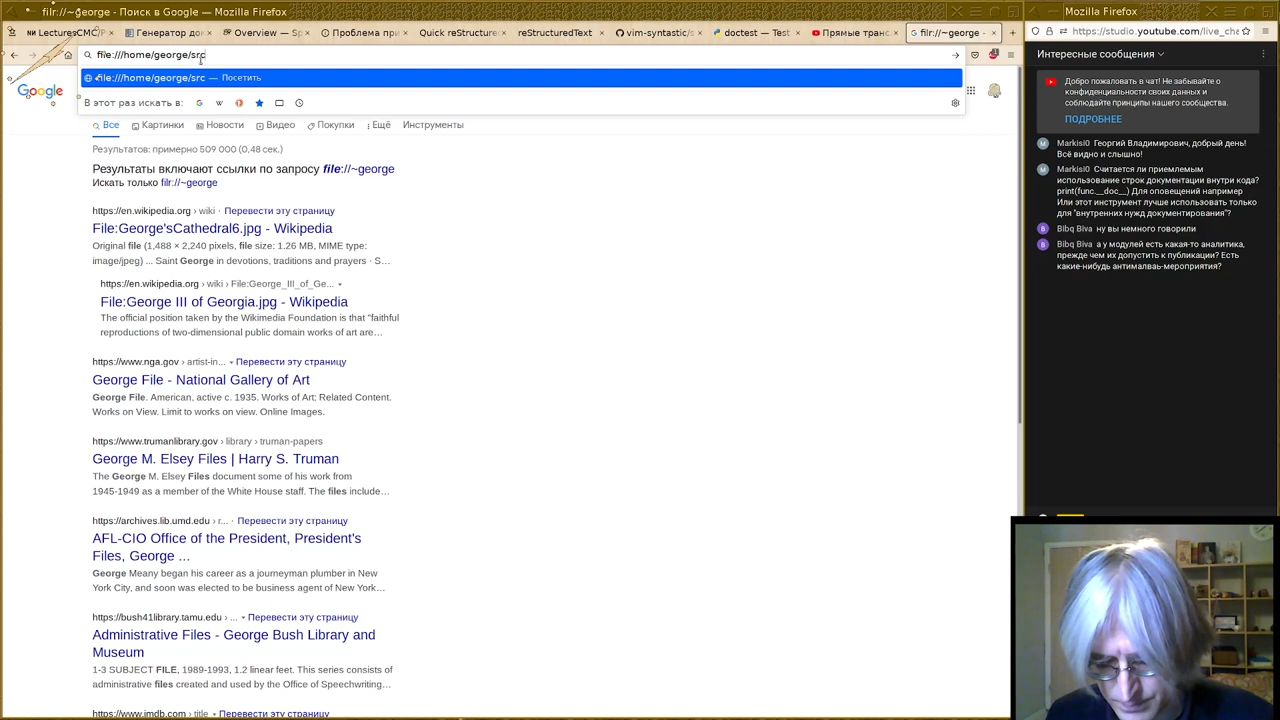 filr:/~george - Поиск в Google — Mozilla Firefox
Mozilla Firefox
LecturesCMC/
Генератор до
Overview — Sp
Проблема при
Quick reStructure
reStructuredText
vim-syntastic/s
doctest — Test
Прямые транс
filr://~george -
file:///home/george/src
https://studio.youtube.com/live_cha
file:///home/george/src — Посетить
В этот раз искать в:
Google
Все
Картинки
Новости
Видео
Покупки
Ещё
Инструменты
Результатов: примерно 509 000 (0,48 сек.)
Результаты включают ссылки по запросу file://~george
Искать только filr://~george
https://en.wikipedia.org › wiki · Перевести эту страницу
File:George'sCathedral6.jpg - Wikipedia
Original file (1,488 × 2,240 pixels, file size: 1.26 MB, MIME type:
image/jpeg) ... Saint George in devotions, traditions and prayers · S…
https://en.wikipedia.org › wiki › File:George_III_of_Ge...
File:George III of Georgia.jpg - Wikipedia
The official position taken by the Wikimedia Foundation is that "faithful
reproductions of two-dimensional public domain works of art are…
https://www.nga.gov › artist-in... Перевести эту страницу
George File - National Gallery of Art
George File. American, active c. 1935. Works of Art; Related Content.
Works on View. Limit to works on view. Online Images.
https://www.trumanlibrary.gov › library › truman-papers
George M. Elsey Files | Harry S. Truman
The George M. Elsey Files document some of his work from
1945-1949 as a member of the White House staff. The files include…
https://archives.lib.umd.edu › r... · Перевести эту страницу
AFL-CIO Office of the President, President's
Files, George ...
George Meany began his career as a journeyman plumber in New
York City, and soon was elected to be business agent of New York…
https://bush41library.tamu.edu › ... Перевести эту страницу
Administrative Files - George Bush Library and
Museum
1-3 SUBJECT FILE, 1989-1993, 1.2 linear feet. This series consists of
administrative files created and used by the Office of Speechwriting…
https://www.imdb.com › title Перевести эту страницу
Интересные сообщения
Добро пожаловать в чат! Не забывайте о
конфиденциальности своих данных и
соблюдайте принципы нашего сообщества.
ПОДРОБНЕЕ
M Markisi0 Георгий Владимирович, добрый день!
Всё видно и слышно!
M Markisi0 Считается ли приемлемым
использование строк документации внутри кода?
print(func.__doc__) Для оповещений например
Или этот инструмент лучше использовать только
для "внутренних нужд документирования"?
B Bibq Biva ну вы немного говорили
B Bibq Biva а у модулей есть какая-то аналитика,
прежде чем их допустить к публикации? Есть
какие-нибудь антималваь-мероприятия?